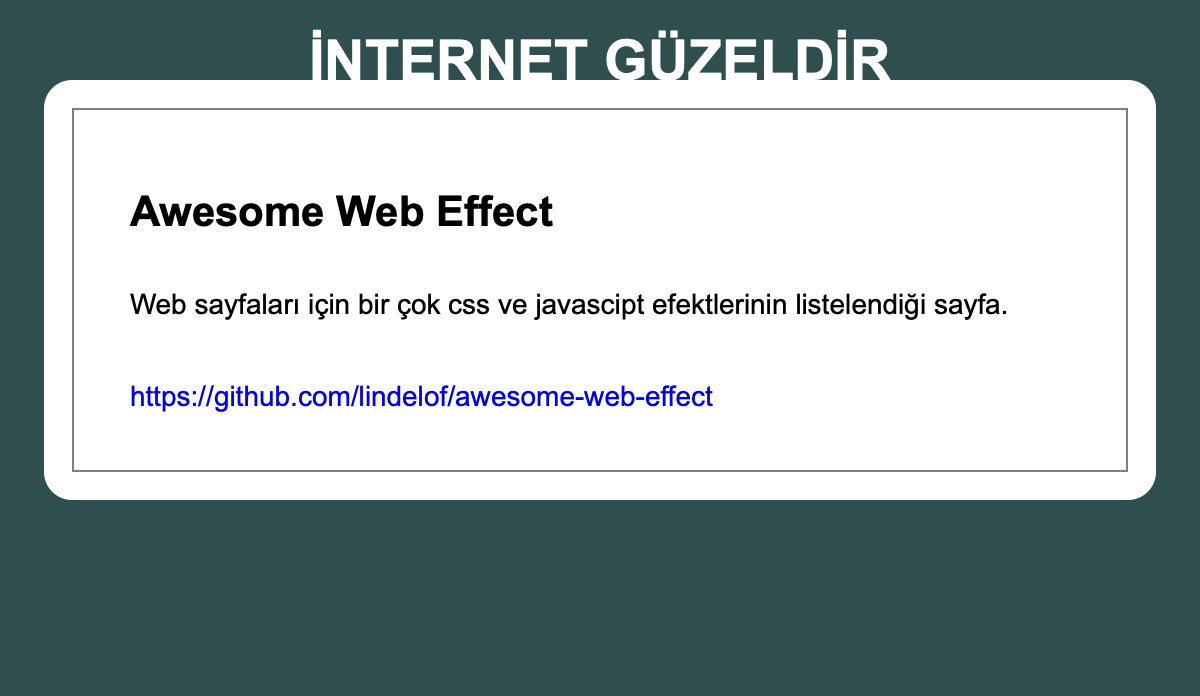 İNTERNET GÜZELDİR
Awesome Web Effect
Web sayfaları için bir çok css ve javascipt efektlerinin listelendiği sayfa.
https://github.com/lindelof/awesome-web-effect